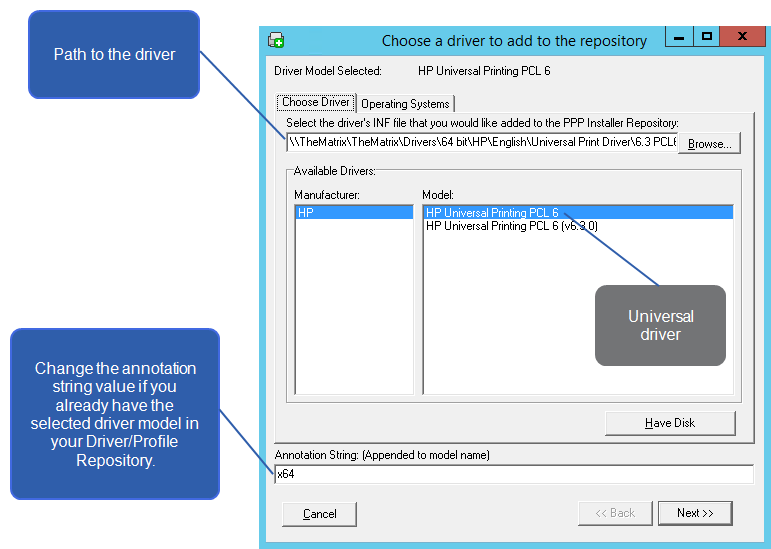 Path to the driver
Choose a driver to add to the repository
Driver Model Selected: HP Universal Printing PCL 6
Choose Driver Operating Systems
Select the driver's INF file that you would like added to the PPP Installer Repository:
\\TheMatrix\TheMatrix\Drivers\64 bit\HP\English\Universal Print Driver\6.3 PCL6 Browse...
Available Drivers:
Manufacturer: Model:
HP HP Universal Printing PCL 6
HP Universal Printing PCL 6 (v6.3.0)
Universal
driver
Change the annotation
string value if you
already have the
selected driver model in
your Driver/Profile
Repository.
Have Disk
Annotation String: (Appended to model name)
x64
Cancel << Back Next >>